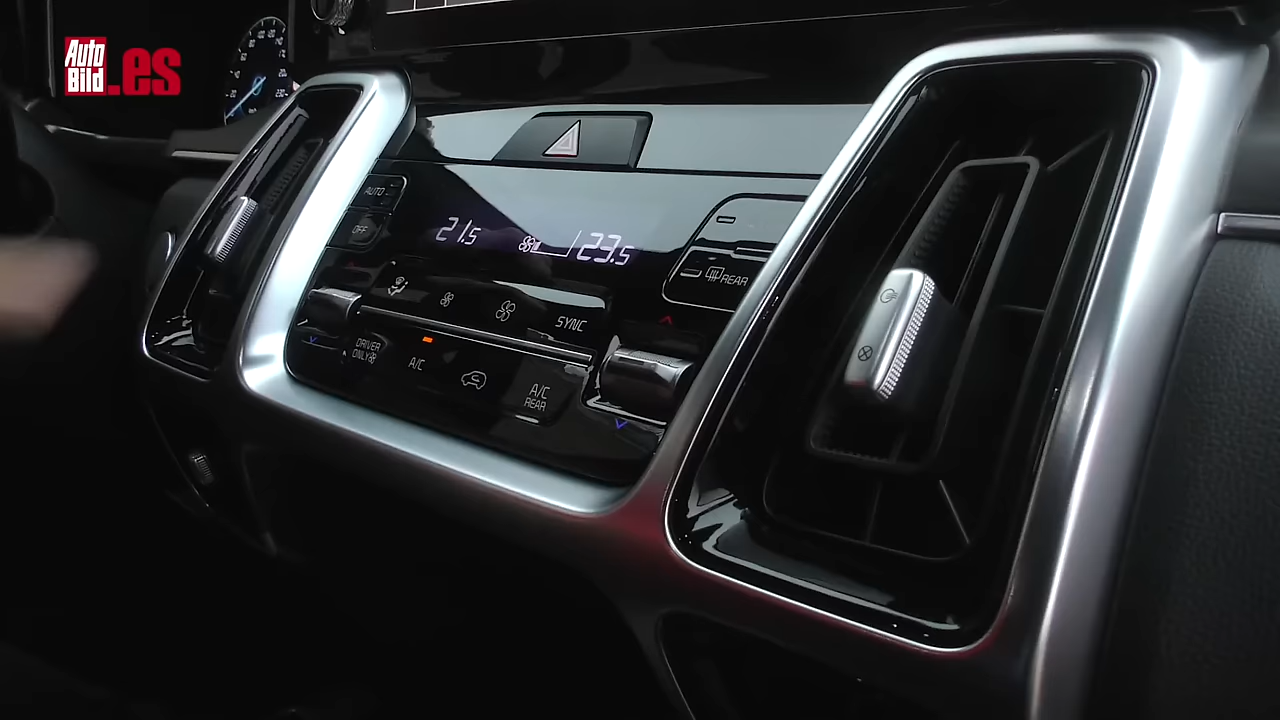 Auto
Bild
.es
AUTO
OFF
21.5
23.5
REAR
SYNC
DRIVER
ONLY
A/C
A/C
REAR